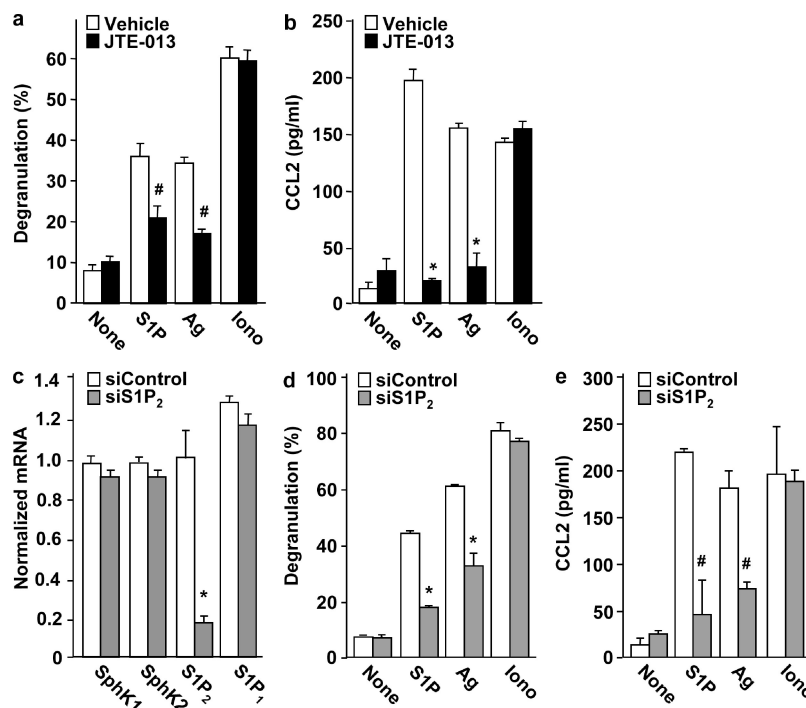 a
Vehicle
JTE-013
Degranulation (%)
60
50
40
30
20
10
0
#
#
None
S1P
Ag
Iono
b
Vehicle
JTE-013
CCL2 (pg/ml)
250
200
150
100
50
0
*
*
None
S1P
Ag
Iono
c
siControl
siS1P₂
Normalized mRNA
1.4
1.2
1.0
0.8
0.6
0.4
0.2
0
*
SphK1
SphK2
S1P₂
S1P₁
d
siControl
siS1P₂
Degranulation (%)
100
80
60
40
20
0
*
*
None
S1P
Ag
Iono
e
siControl
siS1P₂
CCL2 (pg/ml)
300
250
200
150
100
50
0
#
#
None
S1P
Ag
Iono